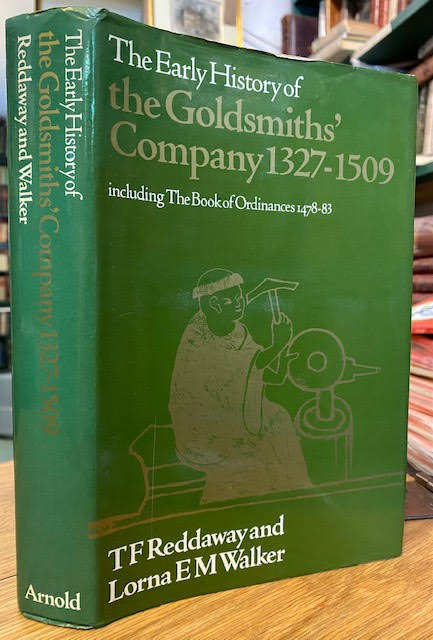 The Early History of
the Goldsmiths'
Company 1327-1509
including The Book of Ordinances 1478-83
T F Reddaway and
Lorna E M Walker
The Early History of
the Goldsmiths' Company 1327-1509
Reddaway and Walker
Arnold